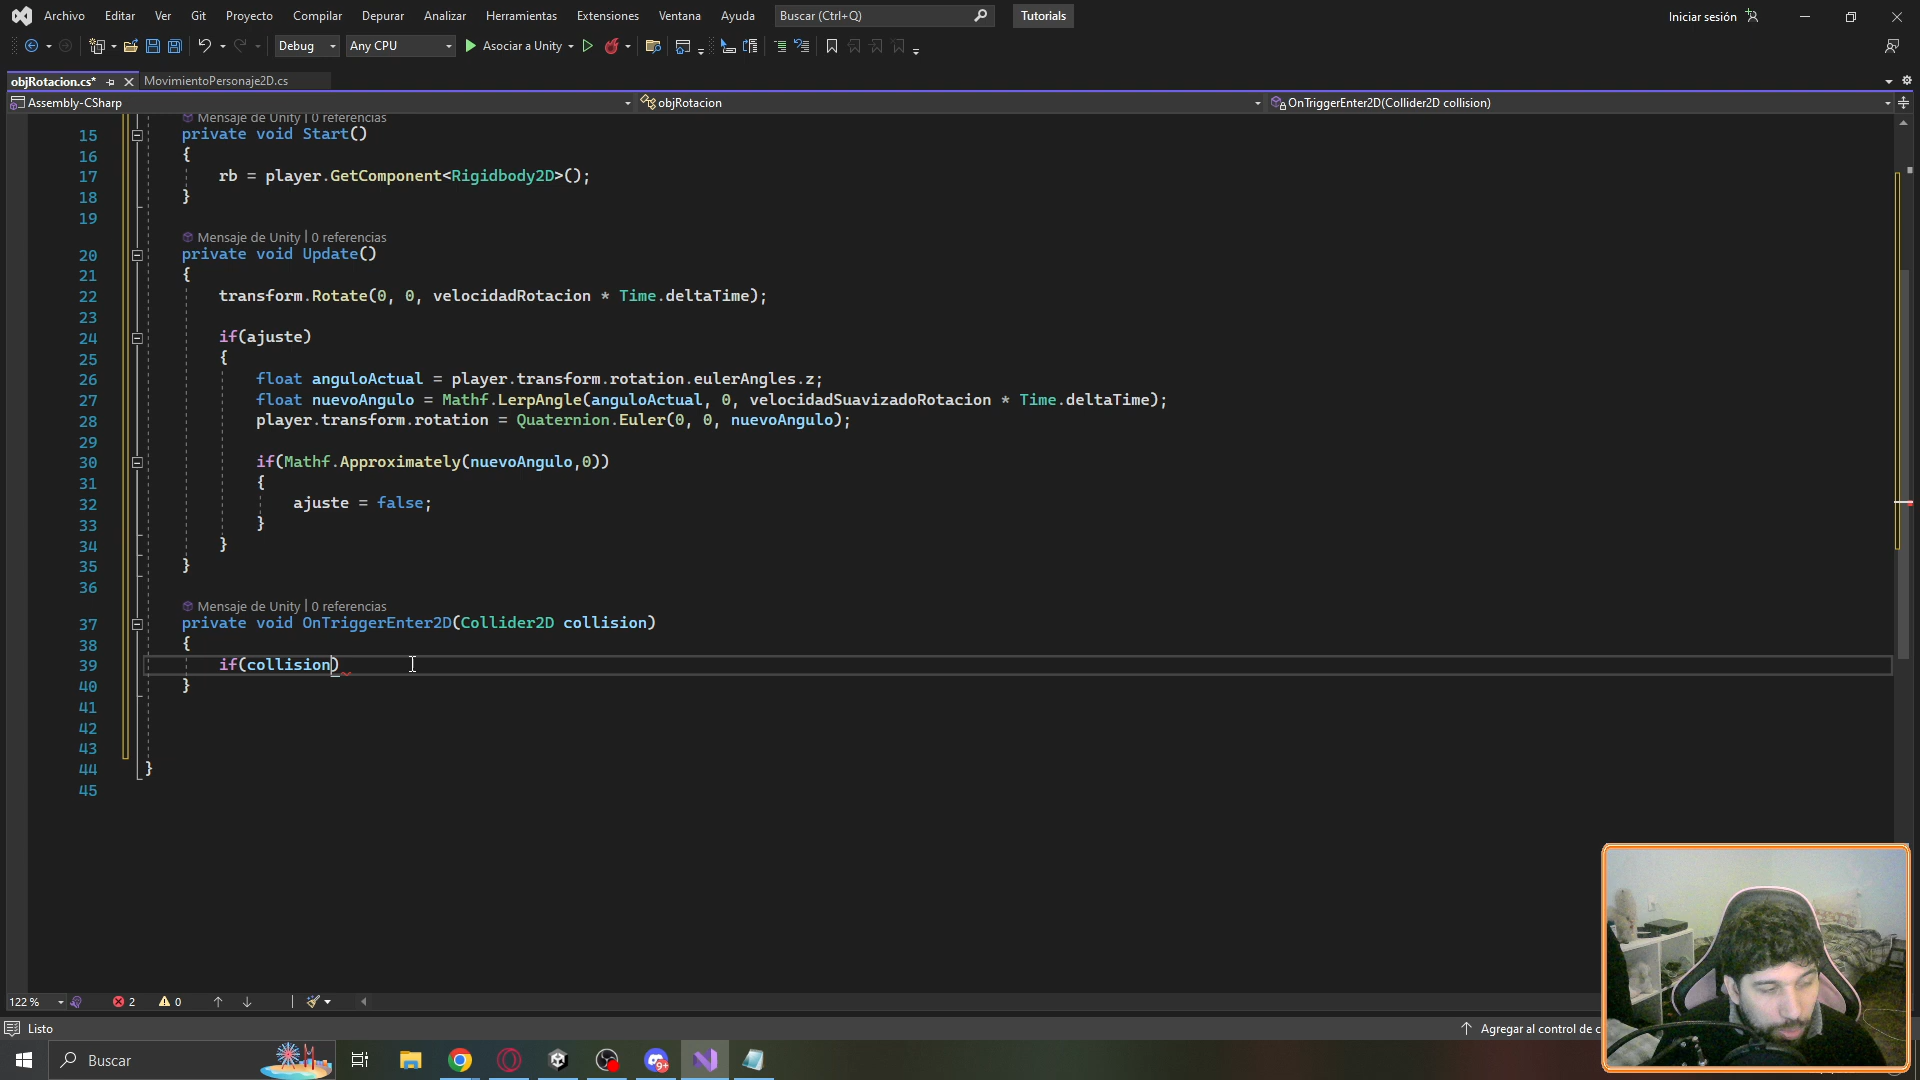 Archivo Editar Ver Git Proyecto Compilar Depurar Analizar Herramientas Extensiones Ventana Ayuda Buscar (Ctrl+Q) Tutorials Iniciar sesión
Debug Any CPU Asociar a Unity
objRotacion.cs* MovimientoPersonaje2D.cs
Assembly-CSharp objRotacion OnTriggerEnter2D(Collider2D collision)
Mensaje de Unity | 0 referencias
15 private void Start()
16 {
17 rb = player.GetComponent<Rigidbody2D>();
18 }
19
Mensaje de Unity | 0 referencias
20 private void Update()
21 {
22 transform.Rotate(0, 0, velocidadRotacion * Time.deltaTime);
23
24 if(ajuste)
25 {
26 float anguloActual = player.transform.rotation.eulerAngles.z;
27 float nuevoAngulo = Mathf.LerpAngle(anguloActual, 0, velocidadSuavizadoRotacion * Time.deltaTime);
28 player.transform.rotation = Quaternion.Euler(0, 0, nuevoAngulo);
29
30 if(Mathf.Approximately(nuevoAngulo,0))
31 {
32 ajuste = false;
33 }
34 }
35 }
36
Mensaje de Unity | 0 referencias
37 private void OnTriggerEnter2D(Collider2D collision)
38 {
39 if(collision)
40 }
41
42
43
44 }
45
122 % 2 0
Listo Agregar al control de c
Buscar 9+